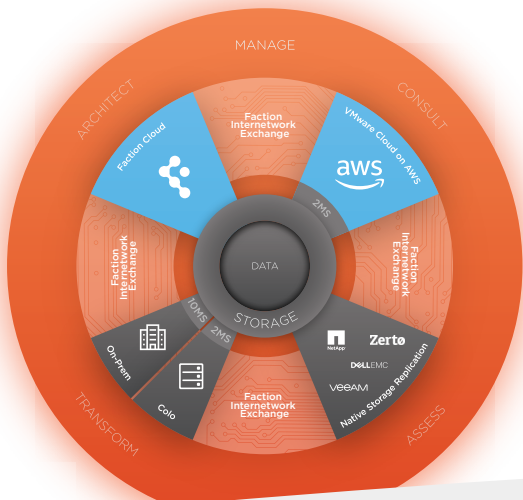 MANAGE
ARCHITECT
CONSULT
Faction
Internetwork
Exchange
Faction Cloud
VMware Cloud on AWS
aws
2MS
Faction
Internetwork
Exchange
Faction
Internetwork
Exchange
DATA
STORAGE
10MS
2MS
On-Prem
Colo
NetApp
Zerto
DELLEMC
veeam
Native Storage Replication
Faction
Internetwork
Exchange
TRANSFORM
ASSESS